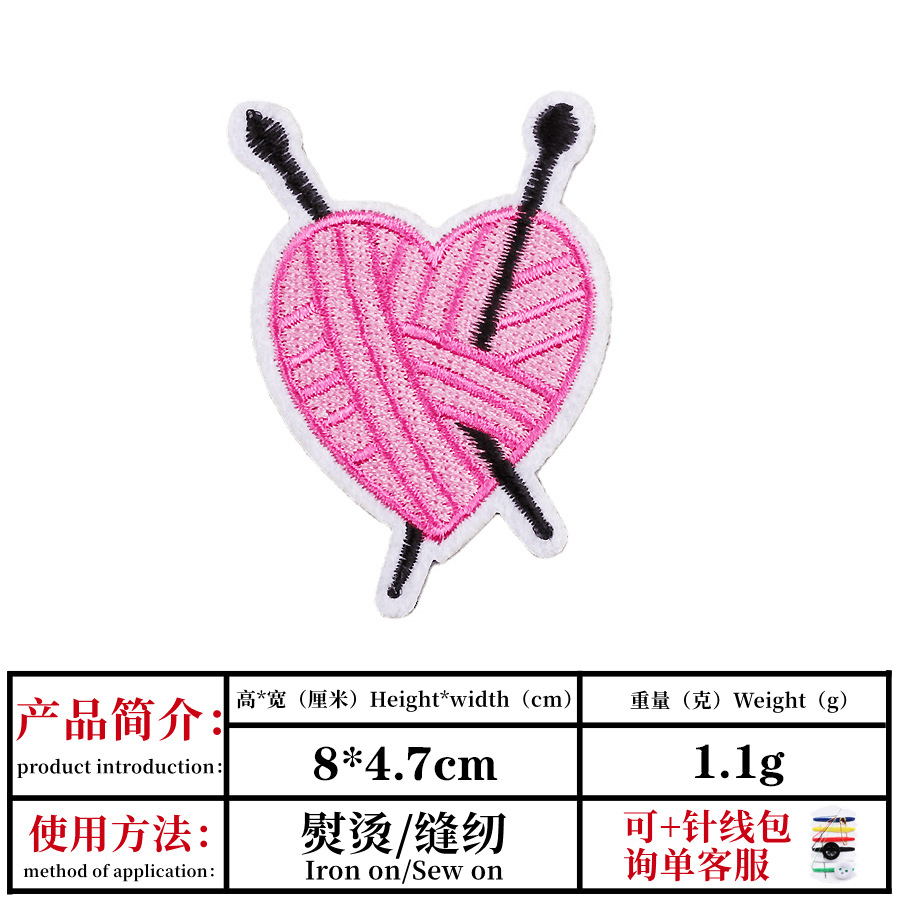 产品简介：
product introduction：
高*宽（厘米）Height*width（cm）
重量（克）Weight（g）
8*4.7cm
1.1g
使用方法：
method of application：
熨烫/缝纫
Iron on/Sew on
可+针线包
询单客服